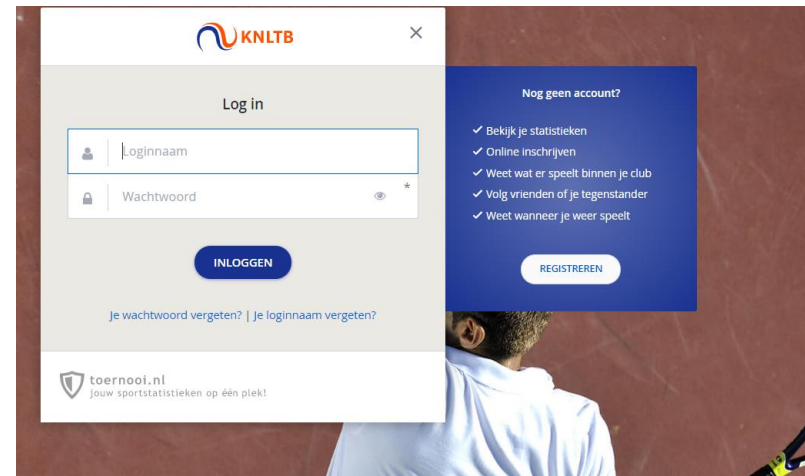 KNLTB
Log in
Loginnaam
Wachtwoord
*
INLOGGEN
Je wachtwoord vergeten? | Je loginnaam vergeten?
toernooi.nl
jouw sportstatistieken op één plek!
Nog geen account?
Bekijk je statistieken
Online inschrijven
Weet wat er speelt binnen je club
Volg vrienden of je tegenstander
Weet wanneer je weer speelt
REGISTREREN